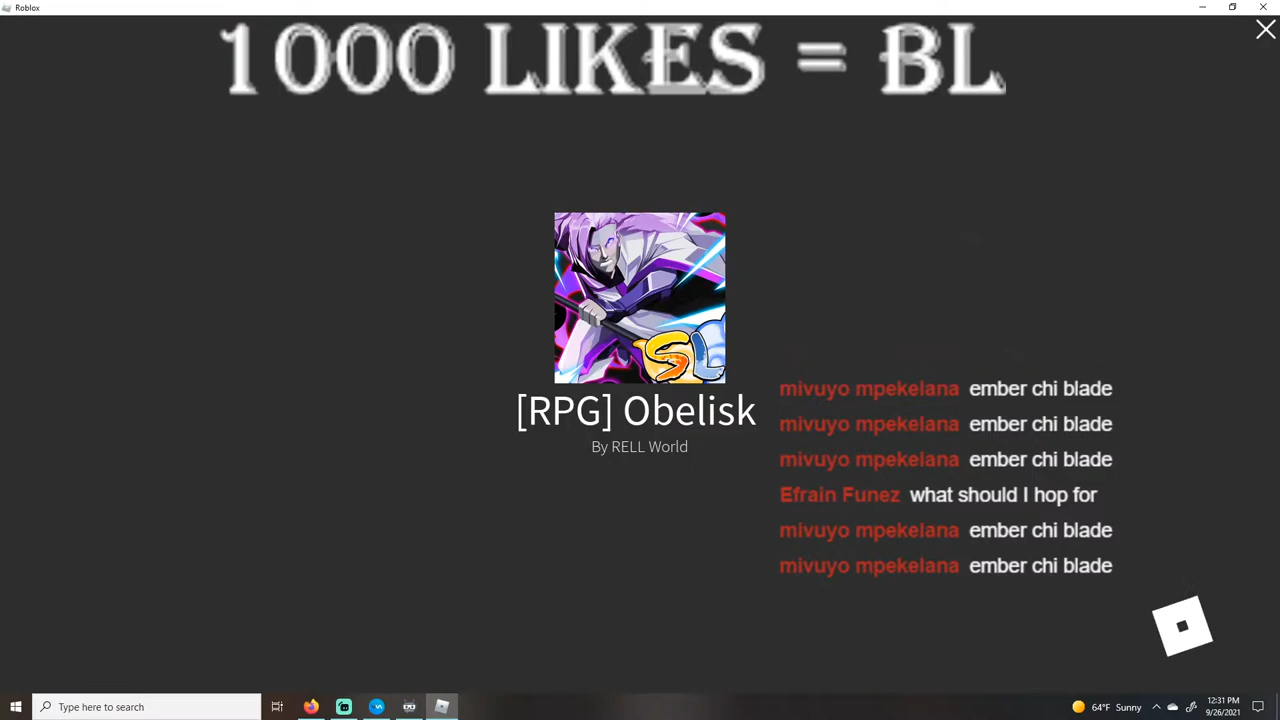 Roblox
1000 LIKES = BL
SL
[RPG] Obelisk
By RELL World
mivuyo mpekelana ember chi blade
mivuyo mpekelana ember chi blade
mivuyo mpekelana ember chi blade
Efrain Funez what should I hop for
mivuyo mpekelana ember chi blade
mivuyo mpekelana ember chi blade
Type here to search
64°F Sunny
12:31 PM
9/26/2021